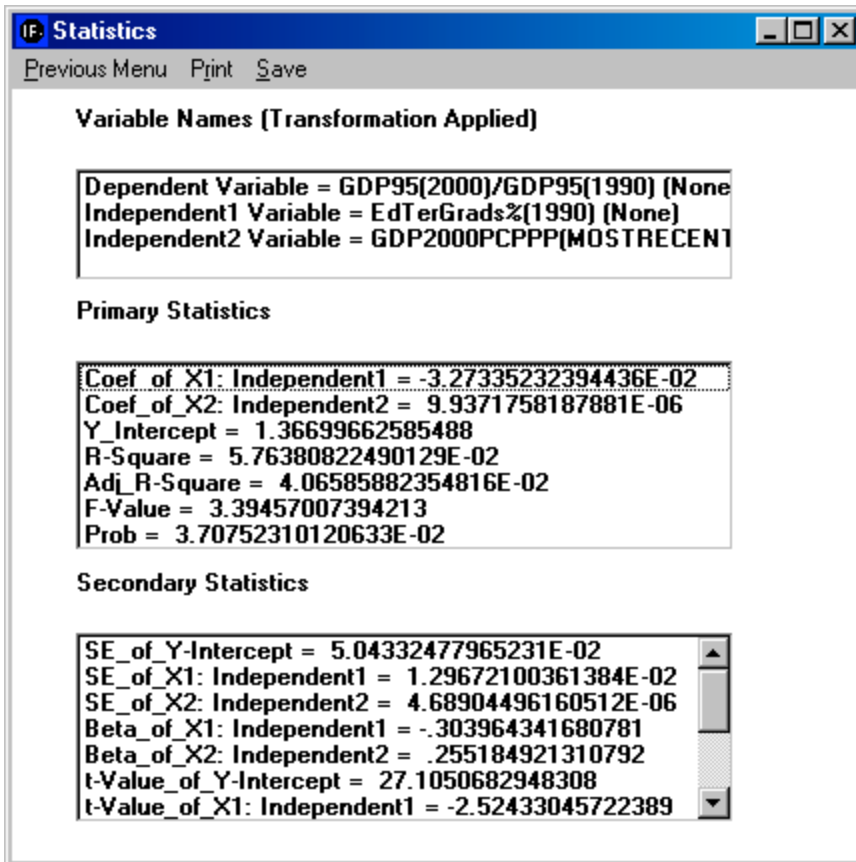 IFs Statistics
Previous Menu Print Save
Variable Names (Transformation Applied)
Dependent Variable = GDP95(2000)/GDP95(1990) (None
Independent1 Variable = EdTerGrads%(1990) (None)
Independent2 Variable = GDP2000PCPPP(MOSTRECENT
Primary Statistics
Coef_of_X1: Independent1 = -3.27335232394436E-02
Coef_of_X2: Independent2 = 9.9371758187881E-06
Y_Intercept = 1.36699662585488
R-Square = 5.76380822490129E-02
Adj_R-Square = 4.06585882354816E-02
F-Value = 3.39457007394213
Prob = 3.70752310120633E-02
Secondary Statistics
SE_of_Y-Intercept = 5.04332477965231E-02
SE_of_X1: Independent1 = 1.29672100361384E-02
SE_of_X2: Independent2 = 4.68904496160512E-06
Beta_of_X1: Independent1 = -.303964341680781
Beta_of_X2: Independent2 = .255184921310792
t-Value_of_Y-Intercept = 27.1050682948308
t-Value_of_X1: Independent1 = -2.52433045722389